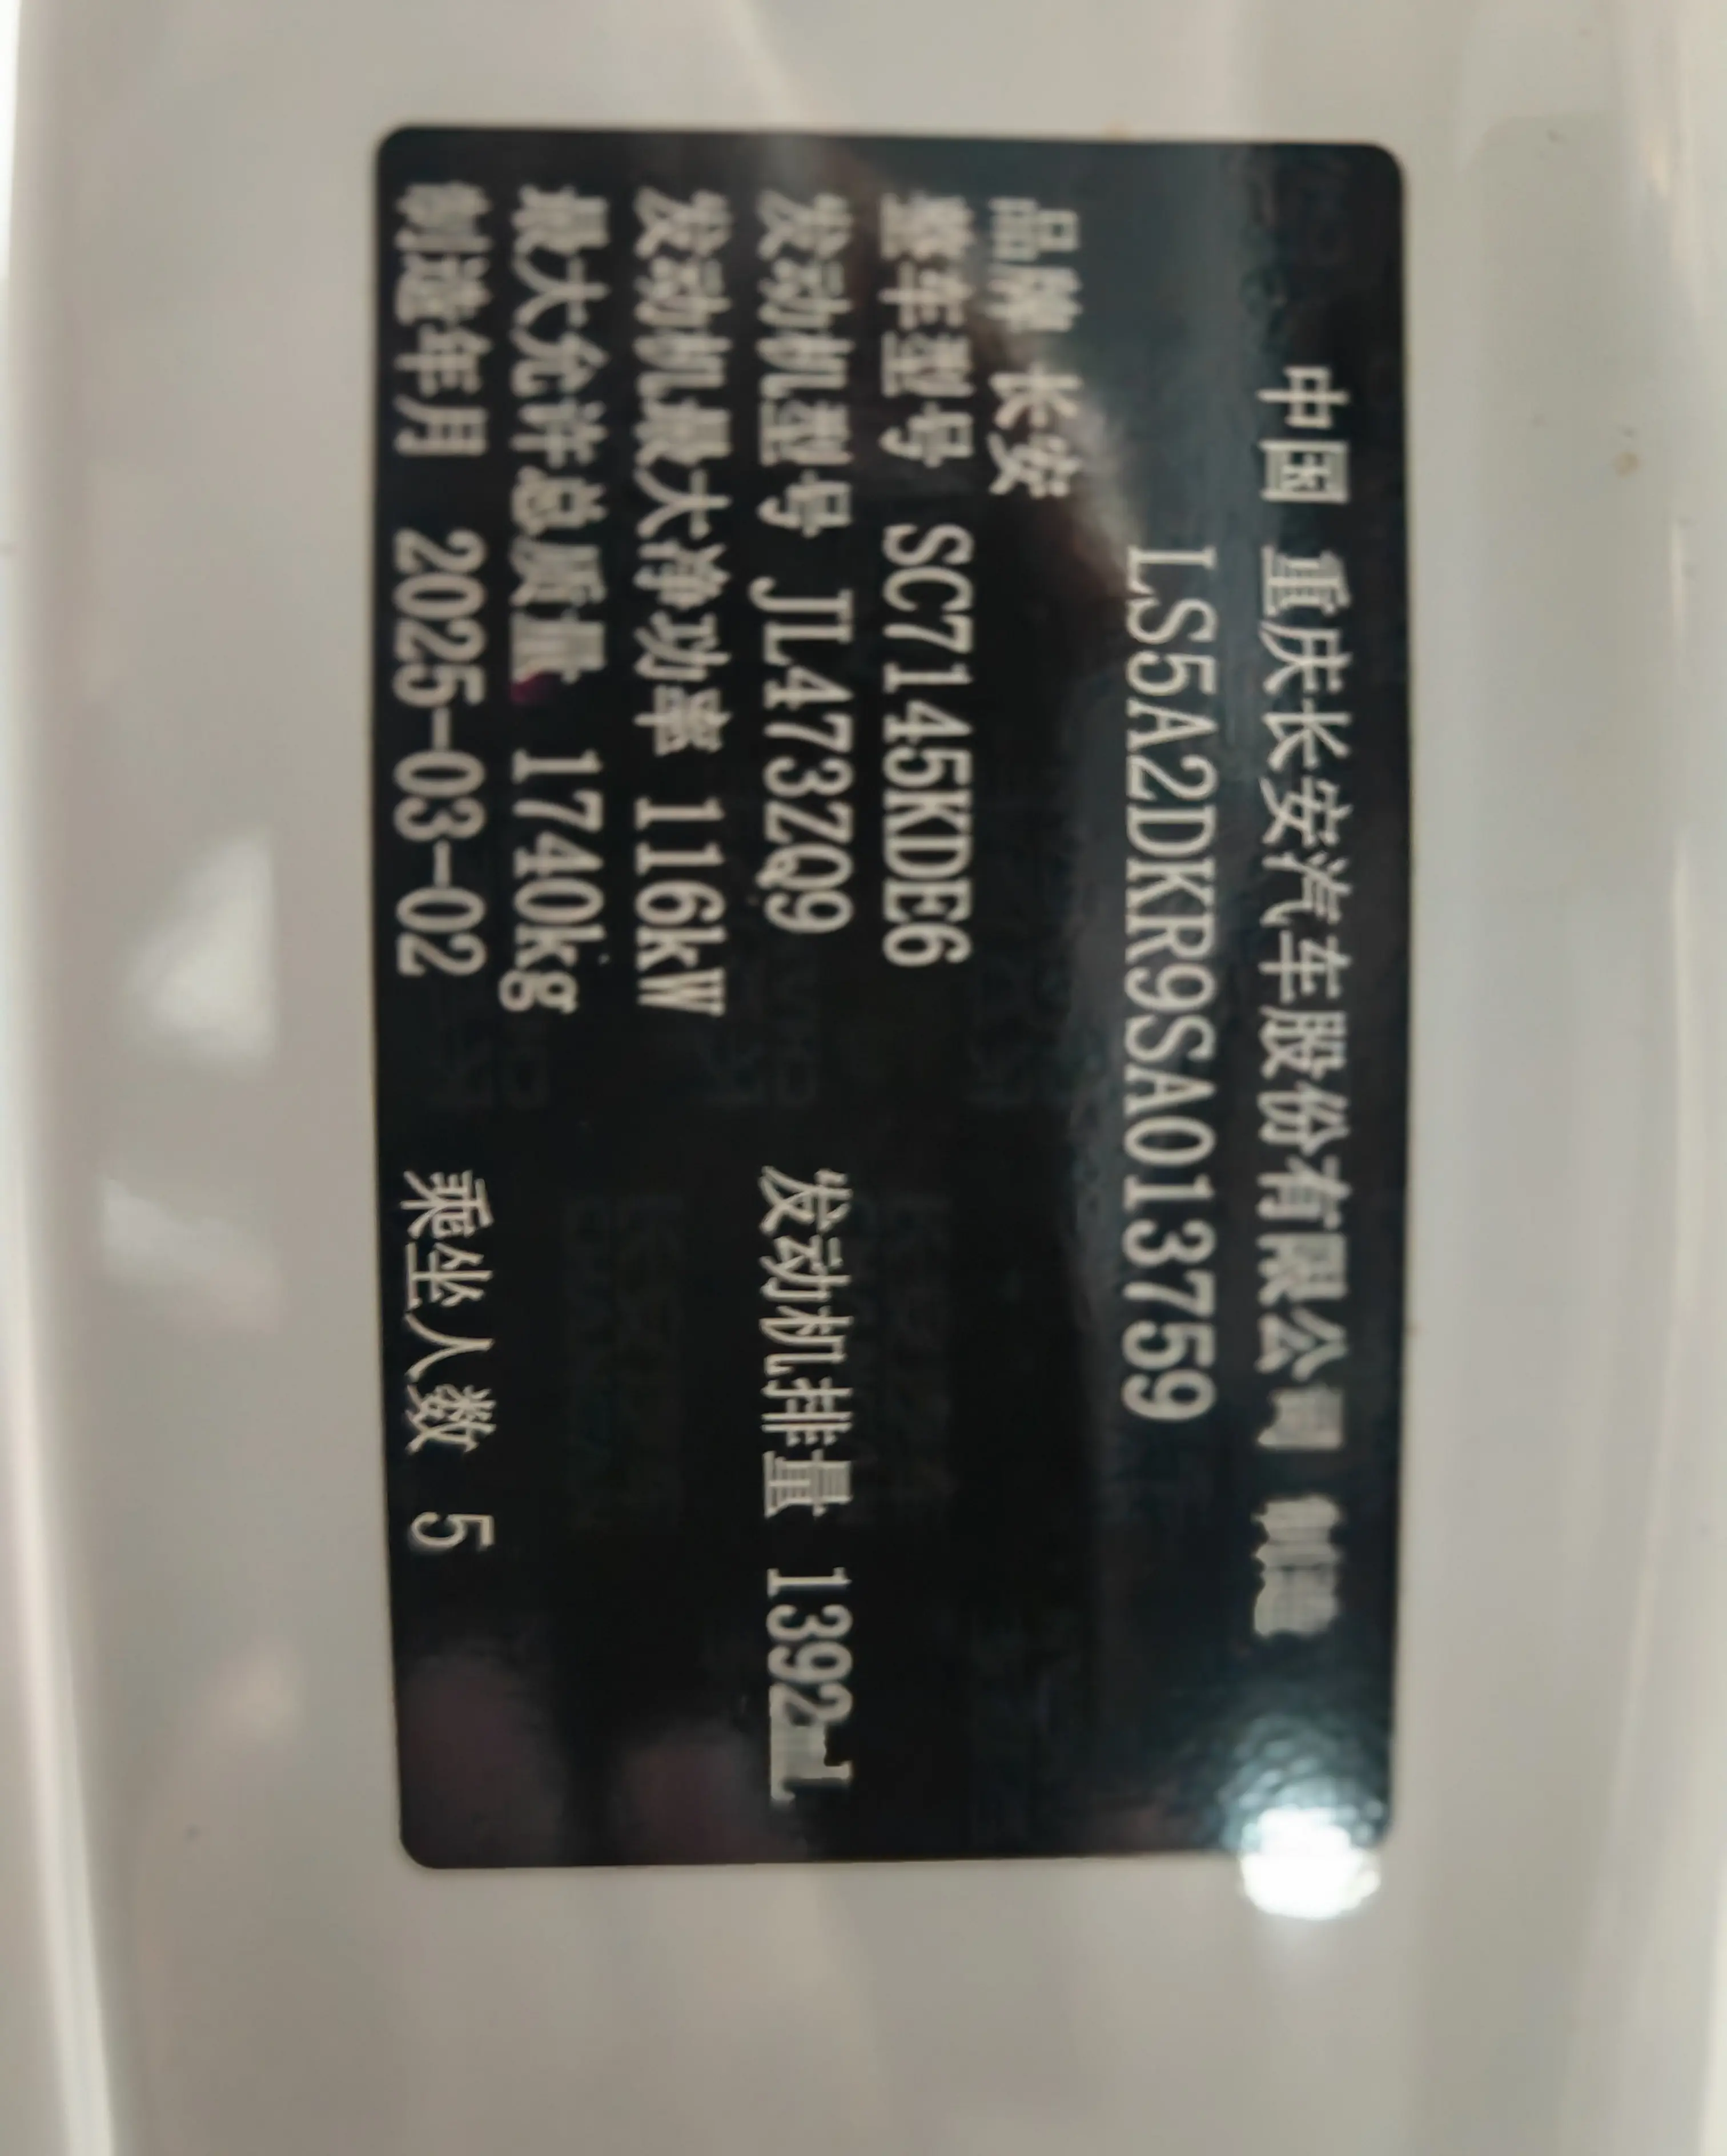 中国 重庆长安汽车股份有限公司 制造
LS5A2DKR9SA013759
品牌 长安
整车型号 SC7145KDE6
发动机型号 JL473ZQ9 发动机排量 1392mL
发动机最大净功率 116kW
最大允许总质量 1740kg
制造年月 2025-03-02 乘坐人数 5